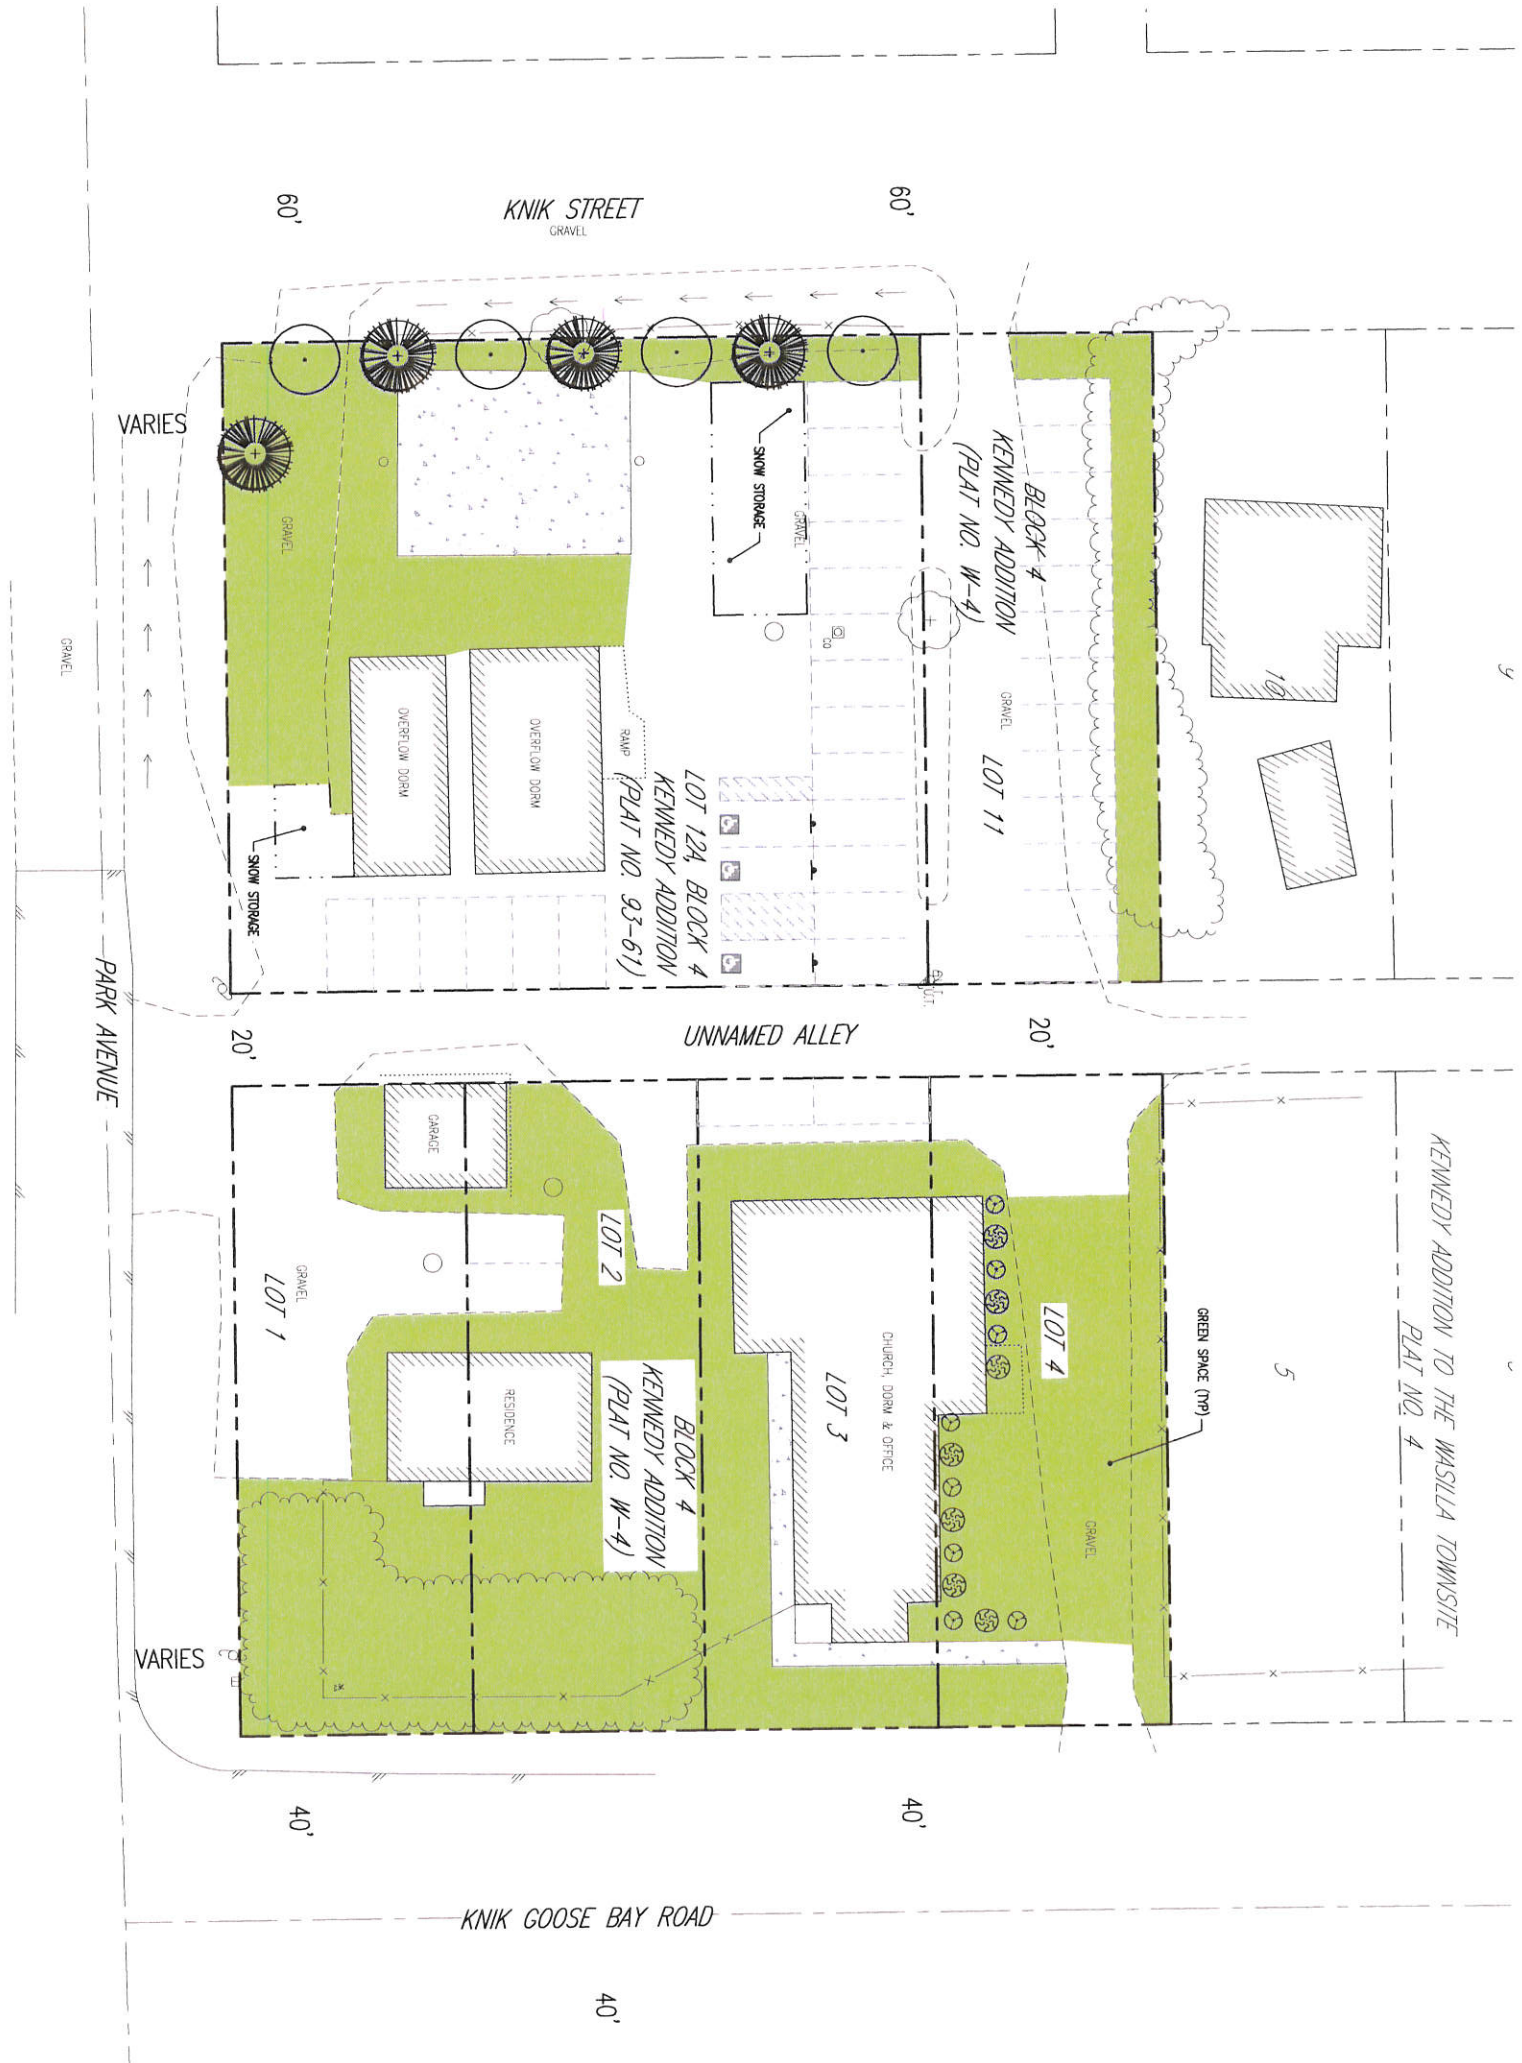 KNIK STREET
GRAVEL
60'
60'
VARIES
SNOW STORAGE
GRAVEL
GRAVEL
BLOCK 4
KENNEDY ADDITION
(PLAT NO. W-4)
GRAVEL
LOT 11
10
CO
OVERFLOW DORM
OVERFLOW DORM
RAMP
LOT 12A, BLOCK 4
KENNEDY ADDITION
(PLAT NO. 93-61)
SNOW STORAGE
GRAVEL
PARK AVENUE
20'
UNNAMED ALLEY
20'
GARAGE
LOT 2
GRAVEL
LOT 1
RESIDENCE
BLOCK 4
KENNEDY ADDITION
(PLAT NO. W-4)
CHURCH, DORM & OFFICE
LOT 3
LOT 4
GREEN SPACE (TYP)
GRAVEL
5
KENNEDY ADDITION TO THE WASILLA TOWNSITE
PLAT NO. 4
VARIES
40'
40'
KNIK GOOSE BAY ROAD
40'